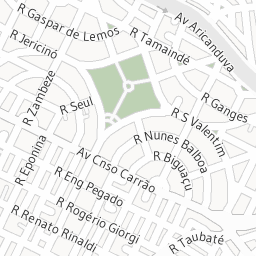 R Gaspar de Lemos
Av Aricanduva
R Jericinó
R Tamaindé
R Zambeze
R Seul
R Ganges
R S Valentim
R Nunes Balboa
R Biguaçu
R Eponina
Av Cnso Carrão
R Eng Pegado
R Rogério Giorgi
R Renato Rinaldi
R Taubaté